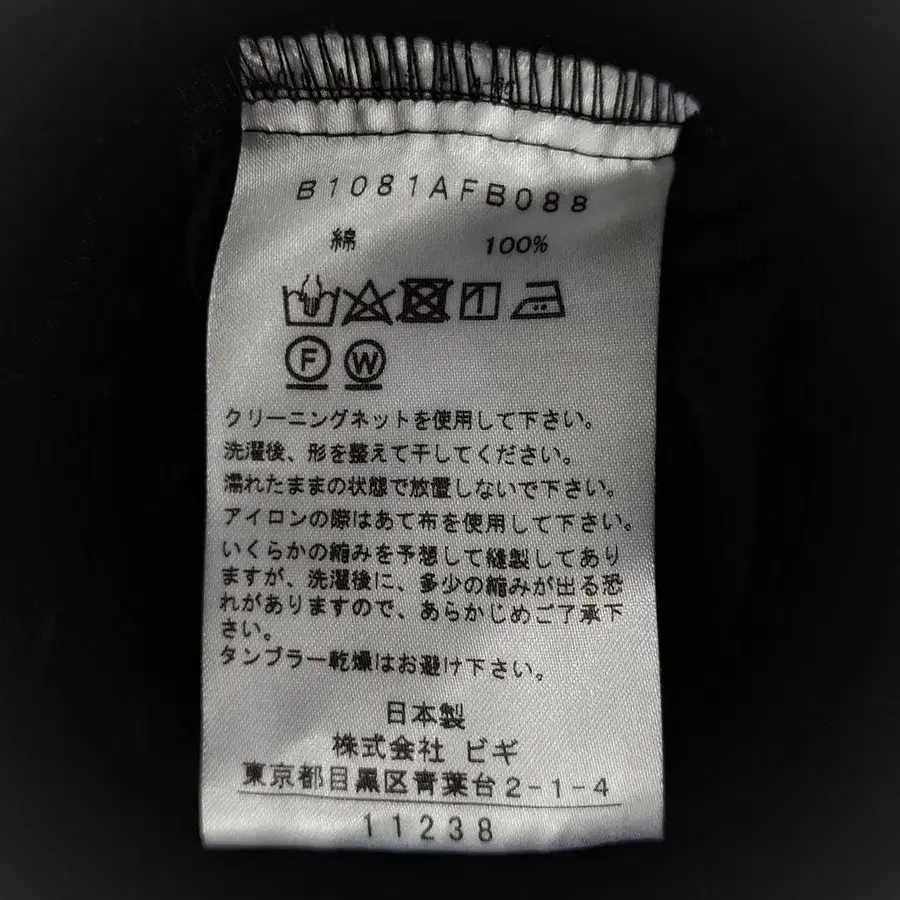 B1081AFB088
綿 100%
F W
クリーニングネットを使用して下さい。
洗濯後、形を整えて干してください。
濡れたままの状態で放置しないで下さい。
アイロンの際はあて布を使用して下さい。
いくらかの縮みを予想して縫製してあり
ますが、洗濯後に、多少の縮みが出る恐
れがありますので、あらかじめご了承下
さい。
タンブラー乾燥はお避け下さい。
日本製
株式会社 ビギ
東京都目黒区青葉台2-1-4
11238